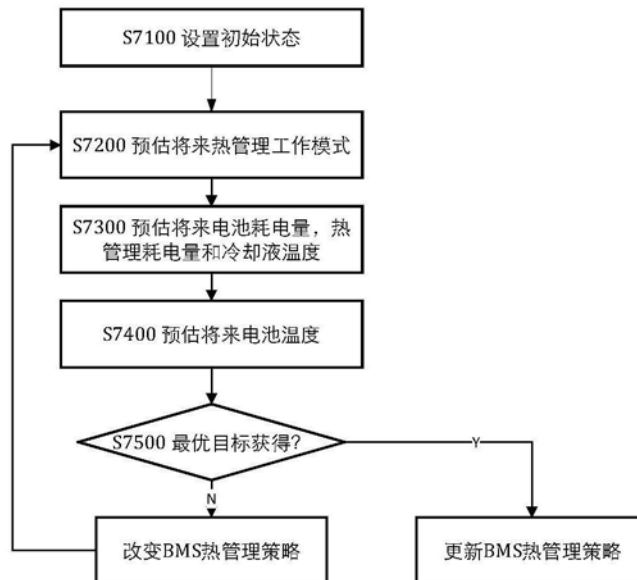 S7100 设置初始状态
S7200 预估将来热管理工作模式
S7300 预估将来电池耗电量，热
管理耗电量和冷却液温度
S7400 预估将来电池温度
S7500 最优目标获得?
Y
N
改变BMS热管理策略
更新BMS热管理策略